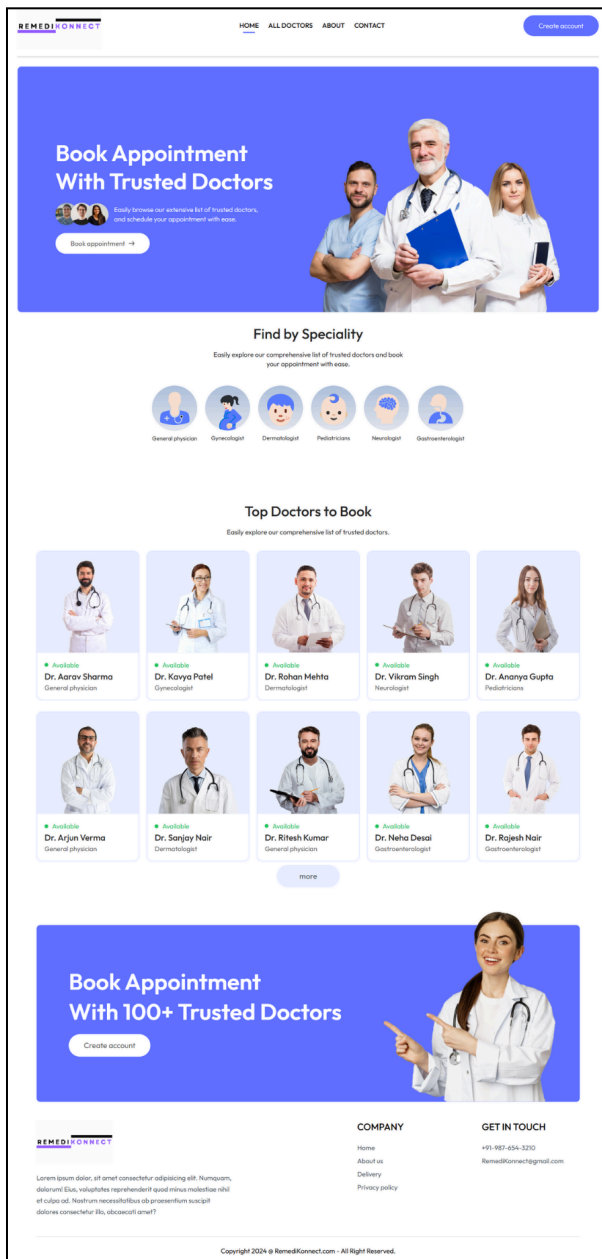 REMEDIKONNECT
HOME ALL DOCTORS ABOUT CONTACT
Create account
Book Appointment
With Trusted Doctors
Easily browse our extensive list of trusted doctors,
and schedule your appointment with ease.
Book appointment →
Find by Speciality
Easily explore our comprehensive list of trusted doctors and book
your appointment with ease.
General physician Gynecologist Dermatologist Pediatricians Neurologist Gastroenterologist
Top Doctors to Book
Easily explore our comprehensive list of trusted doctors.
Available Available Available Available Available
Dr. Aarav Sharma Dr. Kavya Patel Dr. Rohan Mehta Dr. Vikram Singh Dr. Ananya Gupta
General physician Gynecologist Dermatologist Neurologist Pediatricians
Available Available Available Available Available
Dr. Arjun Verma Dr. Sanjay Nair Dr. Ritesh Kumar Dr. Neha Desai Dr. Rajesh Nair
General physician Dermatologist General physician Gastroenterologist Gastroenterologist
more
Book Appointment
With 100+ Trusted Doctors
Create account
REMEDIKONNECT
Lorem ipsum dolor, sit amet consectetur adipisicing elit. Numquam,
dolorum! Eius, voluptates reprehenderit quod minus molestiae nihil
et culpa ad. Nostrum necessitatibus ab praesentium suscipit
dolores consectetur illo, obcaecati amet?
COMPANY
Home
About us
Delivery
Privacy policy
GET IN TOUCH
+91-987-654-3210
RemediKonnect@gmail.com
Copyright 2024 @ RemediKonnect.com - All Right Reserved.